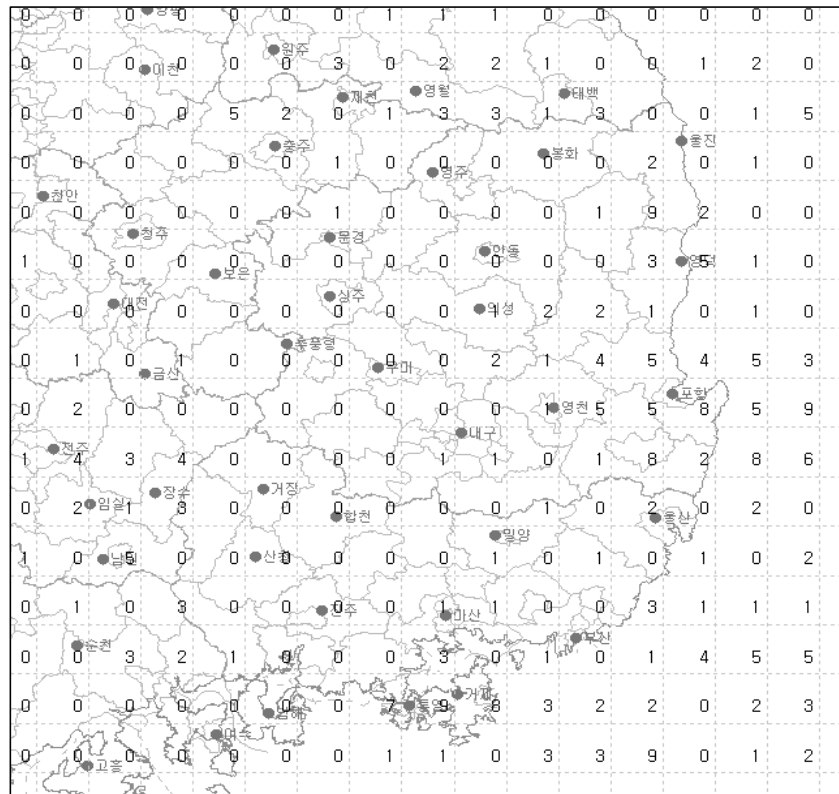 0 0 0 0 0 0 0 1 1 1 0 0 0 0 0 0
원주
0 0 0 0 0 0 3 0 2 2 1 0 0 1 2 0
이천
영월 태백
제천
0 0 0 0 5 2 0 1 3 3 1 3 0 0 1 5
충주 울진
봉화
0 0 0 0 0 0 1 0 0 0 0 0 2 0 1 0
영주
천안
0 0 0 0 0 0 1 0 0 0 0 1 9 2 0 0
청주 문경
안동
1 0 0 0 0 0 0 0 0 0 0 0 3 5 1 0
영덕
보은
상주
대전 의성
0 0 0 0 0 0 0 0 0 1 2 2 1 0 1 0
추풍령
0 1 0 1 0 0 0 0 0 2 1 4 5 4 5 3
금산 구미
포항
0 2 0 0 0 0 0 0 0 0 1 5 5 8 5 9
영천
대구
전주
1 4 3 4 0 0 0 0 1 1 0 1 8 2 8 6
장수 거창
임실
0 2 1 3 0 0 0 0 0 0 1 0 2 0 2 0
합천 울산
밀양
1 0 5 0 0 0 0 0 0 1 0 1 0 1 0 2
남원 산청
0 1 0 3 0 0 0 0 1 1 0 0 3 1 1 1
진주 마산
부산
순천
0 0 3 2 1 0 0 0 3 0 1 0 1 4 5 5
거제
0 0 0 0 0 0 0 7 9 8 3 2 2 0 2 3
남해 통영
여수
0 0 0 0 0 0 0 1 1 0 3 3 9 0 1 2
고흥